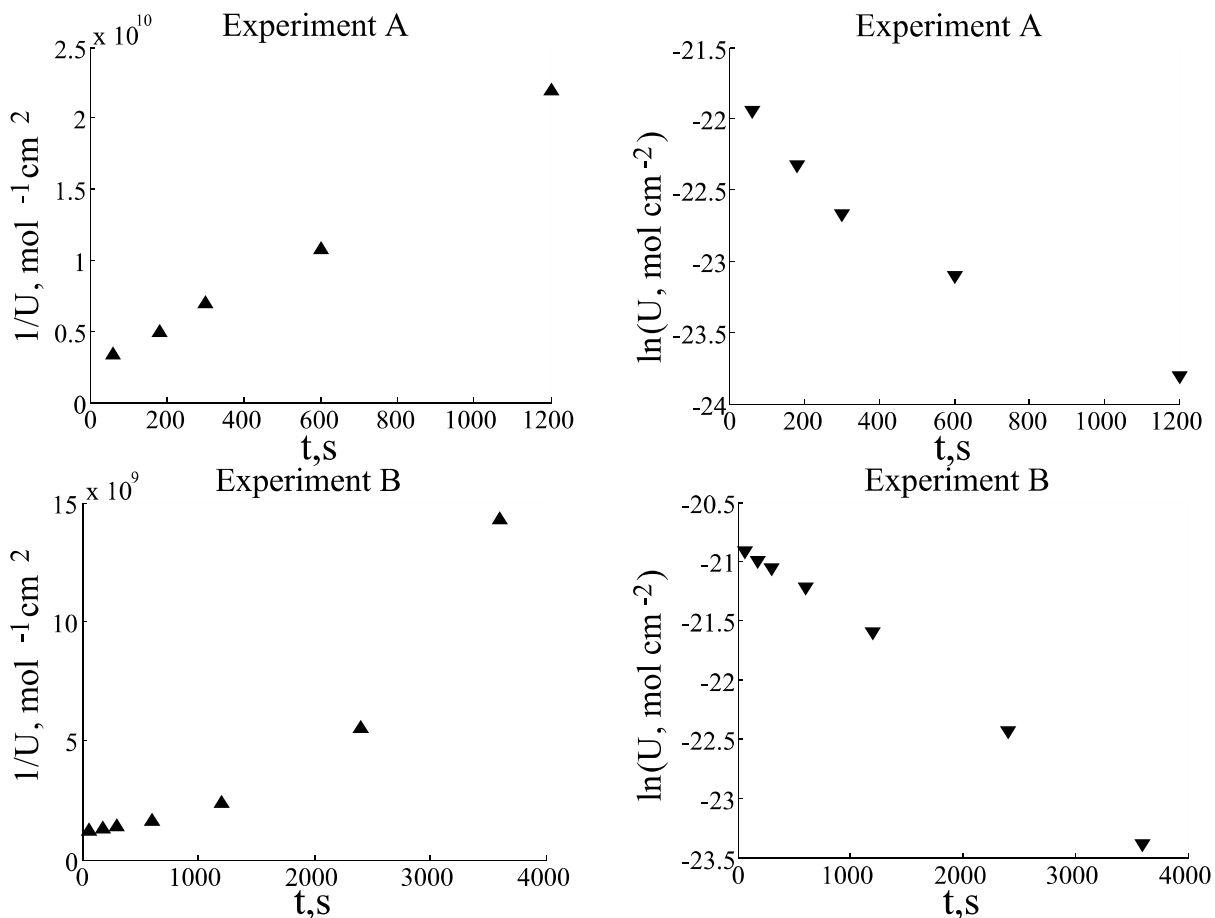 Experiment A
x 10^10
2.5
2
1.5
1
0.5
0
1/U, mol -1 cm 2
0 200 400 600 800 1000 1200
t,s
Experiment A
-21.5
-22
-22.5
-23
-23.5
-24
ln(U, mol cm -2)
0 200 400 600 800 1000 1200
t,s
Experiment B
x 10^9
15
10
5
0
1/U, mol -1 cm 2
0 1000 2000 3000 4000
t,s
Experiment B
-20.5
-21
-21.5
-22
-22.5
-23
-23.5
ln(U, mol cm -2)
0 1000 2000 3000 4000
t,s